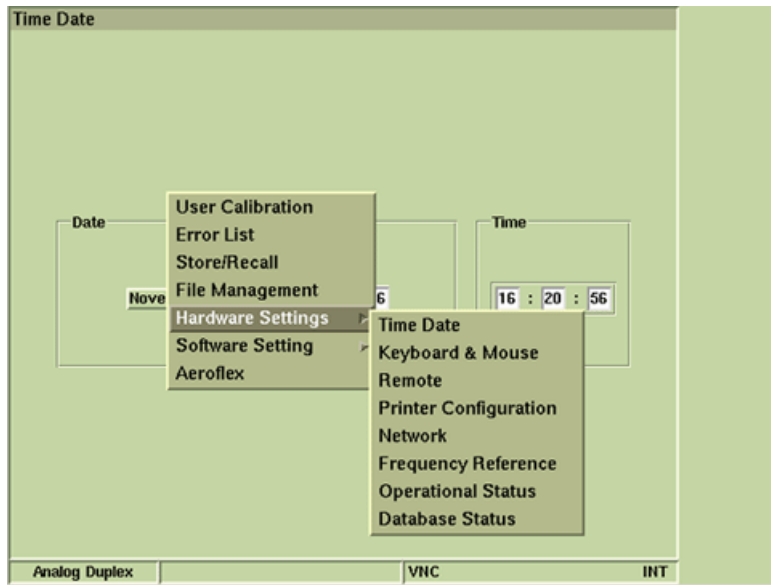 Time Date
Date
Time
16 : 20 : 56
User Calibration
Error List
Store/Recall
File Management
Hardware Settings
Software Setting
Aeroflex
Time Date
Keyboard & Mouse
Remote
Printer Configuration
Network
Frequency Reference
Operational Status
Database Status
Nove
6
Analog Duplex
VNC
INT